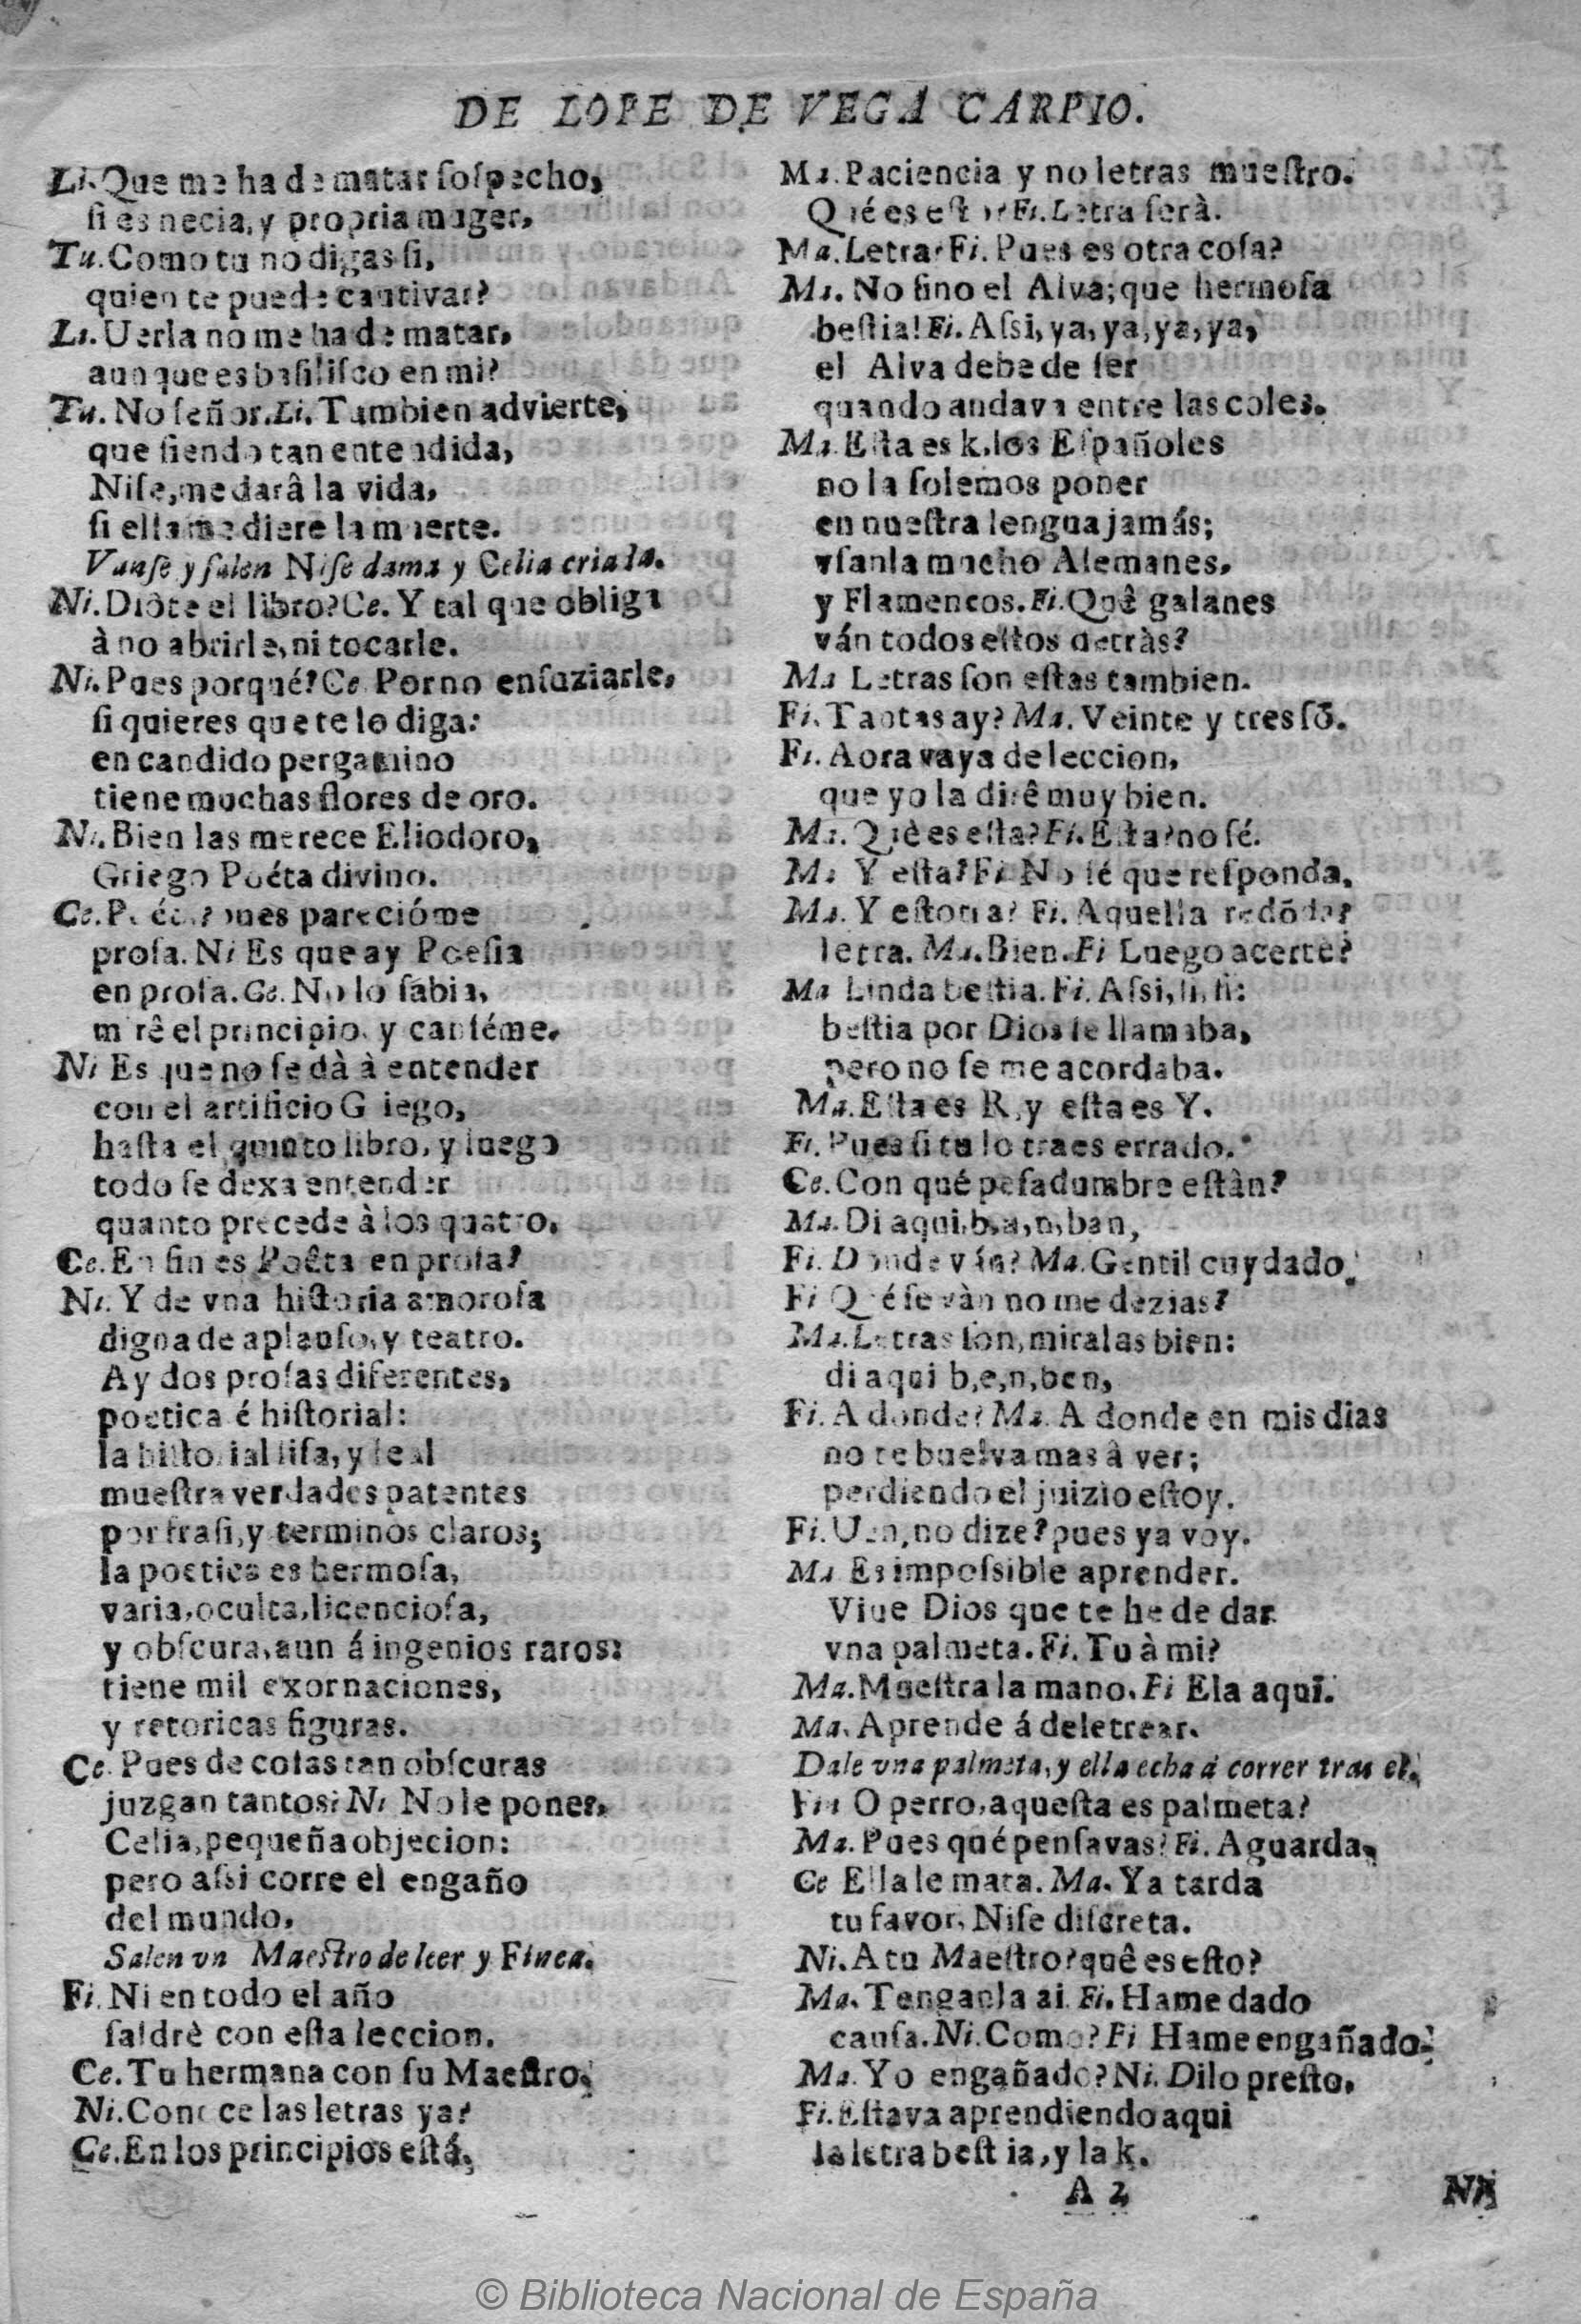 DE LOPE DE VEGA CARPIO.
Li. Que me ha de matar ſoſpecho,
ſi es necia, y propria muger,
Tu. Como tu no digas ſi,
quien te puede cautivar?
Li. Uerla no me ha de matar,
aunque es baſiliſco en mi?
Tu. No ſeñor. Li. Tambien advierte,
que ſiendo tan entendida,
Niſe, me darâ la vida,
ſi ella me diere la muerte.
Vanſe y ſalen Niſe dama y Celia criada.
Ni. Diôte el libro? Ce. Y tal que obliga
à no abrirle, ni tocarle.
Ni. Pues porqué? Ce. Por no enſuziarle,
ſi quieres que te lo diga:
en candido pergamino
tiene muchas flores de oro.
Ni. Bien las merece Eliodoro,
Griego Poéta divino.
Ce. pues parecióme
proſa. Ni Es que ay Poeſia
en proſa. Ce. No lo ſabia,
mirê el principio, y canſéme.
Ni Es que no ſe dà à entender
con el artificio Griego,
haſta el quinto libro, y luego
todo ſe dexa entender
quanto precede à los quatro.
Ce. En fin es Poêta en proſa?
Ni. Y de vna hiſtoria amoroſa
digna de aplauſo, y teatro.
Ay dos proſas diferentes,
poetica é hiſtorial:
la hiſtorial liſa, y leal
mueſtra verdades patentes
por fraſi, y terminos claros;
la poetica es hermoſa,
varia, oculta, licencioſa,
y obſcura, aun á ingenios raros:
tiene mil exornaciones,
y retoricas figuras.
Ce. Pues de coſas tan obſcuras
juzgan tantos? Ni No le pones,
Celia, pequeña objecion:
pero aſsi corre el engaño
del mundo.
Salen vn Maeſtro de leer y Finea.
Fi. Ni en todo el año
ſaldrè con eſta leccion.
Ce. Tu hermana con ſu Maeſtro.
Ni. Conoce las letras ya?
Ce. En los principios eſtá.
Ma. Paciencia y no letras mueſtro.
Qué es eſto? Fi. Letra ſerà.
Ma. Letra? Fi. Pues es otra coſa?
Ma. No ſino el Alva; que hermoſa
beſtia! Fi. Aſsi, ya, ya, ya, ya,
el Alva debe de ſer
quando andava entre las coles.
Ma. Eſta es k. los Eſpañoles
no la ſolemos poner
en nueſtra lengua jamás;
vſanla mucho Alemanes,
y Flamencos. Fi. Quê galanes
ván todos eſtos detràs?
Ma Letras ſon eſtas tambien.
Fi. Tantas ay? Ma. Veinte y tres ſõ.
Fi. Aora vaya de leccion,
que yo la dirê muy bien.
Ma. Què es eſta? Fi. Eſta? no ſé.
Ma Y eſta? Fi No ſé que reſponda.
Ma. Y eſtotra? Fi. Aquella redõda?
letra. Ma. Bien. Fi Luego acerte?
Ma Linda beſtia. Fi. Aſsi, ſi, ſi:
beſtia por Dios ſe llamaba,
pero no ſe me acordaba.
Ma. Eſta es R, y eſta es Y.
Fi. Pues ſi tu lo traes errado.
Ce. Con qué peſadumbre eſtàn?
Ma. Di aqui, b, a, n, ban,
Fi. Donde vàn? Ma. Gentil cuydado.
Fi Qué ſe vàn no me dezias?
Ma. Letras ſon, miralas bien:
di aqui b, e, n, ben,
Fi. A donde? Ma. A donde en mis dias
no te buelva mas â ver;
perdiendo el juizio eſtoy.
Fi. Uen, no dize? pues ya voy.
Ma Es impoſsible aprender.
Viue Dios que te he de dar
vna palmeta. Fi. Tu à mi?
Ma. Mueſtra la mano. Fi Ela aqui.
Ma. Aprende á deletrear.
Dale vna palmeta, y ella echa à correr tras el.
Fin O perro, aqueſta es palmeta?
Ma. Pues qué penſavas? Fi. Aguarda.
Ce Ella le mata. Ma. Ya tarda
tu favor, Niſe diſcreta.
Ni. A tu Maeſtro? quê es eſto?
Ma. Tenganla ai. Fi. Hame dado
cauſa. Ni. Como? Fi Hame engañado.
Ma. Yo engañado? Ni. Dilo preſto.
Fi. Eſtava aprendiendo aqui
la letra beſtia, y la k.
A 2
Ni
© Biblioteca Nacional de España